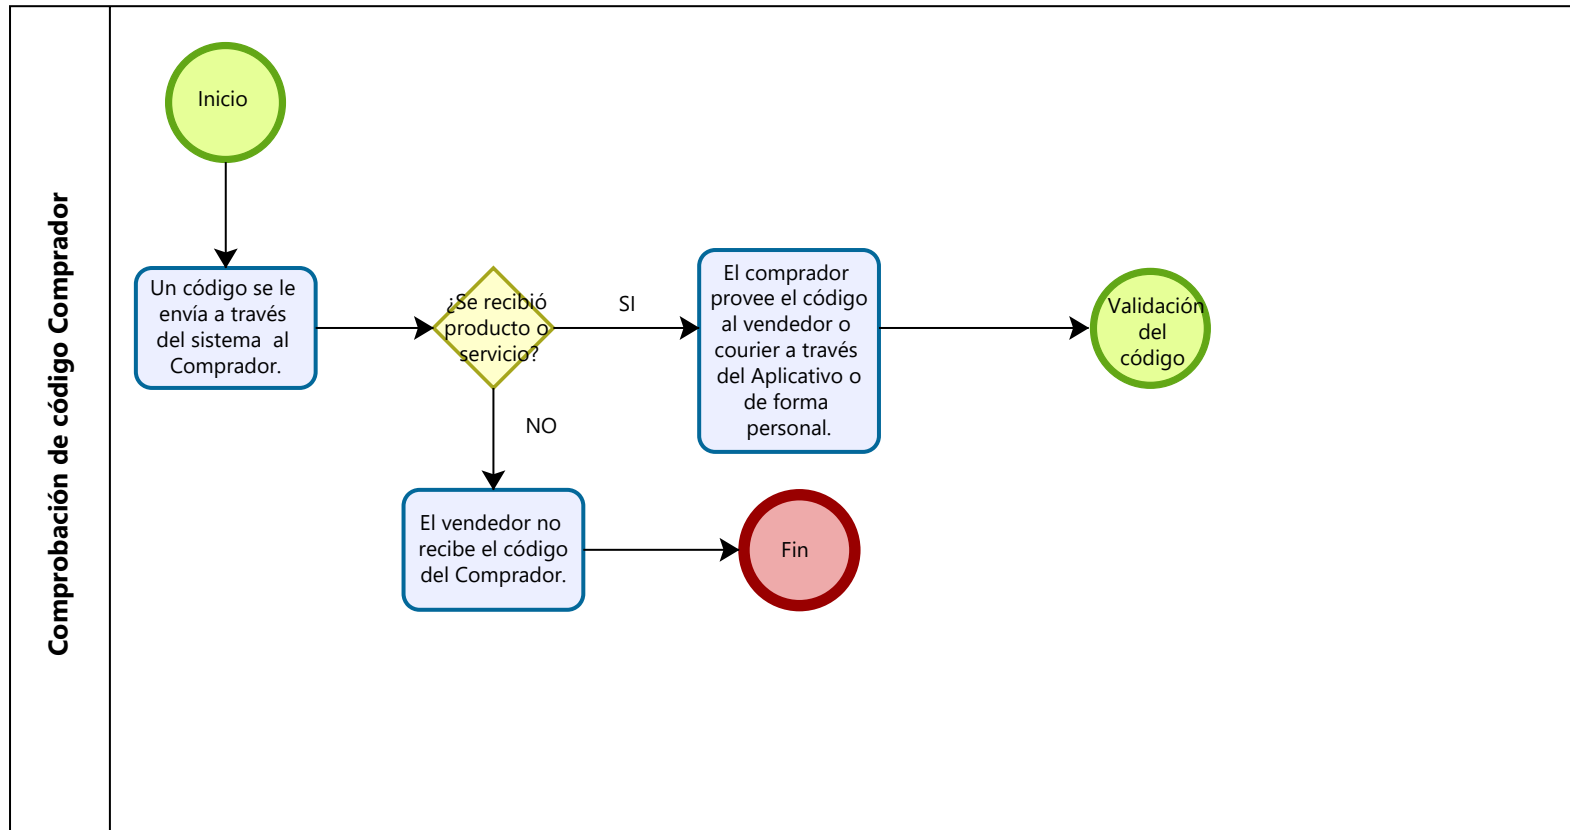 Comprobación de código Comprador
Inicio
Un código se le
envía a través
del sistema  al
Comprador.
¿Se recibió
producto o
servicio?
SI
El comprador
provee el código
al vendedor o
courier a través
del Aplicativo o
de forma
personal.
Validación
del
código
NO
El vendedor no
recibe el código
del Comprador.
Fin